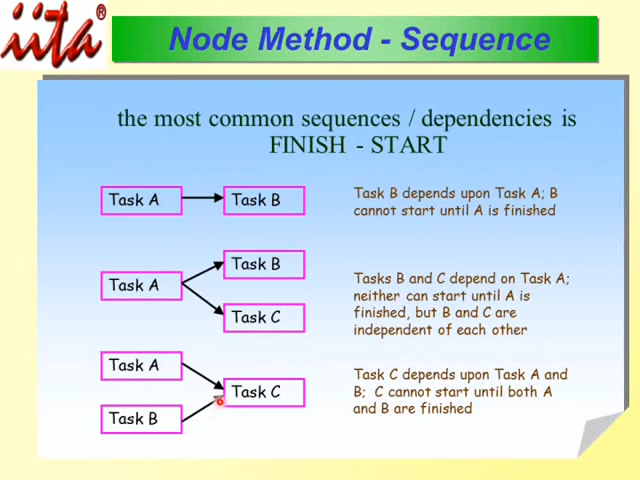 iita®
Node Method - Sequence
the most common sequences / dependencies is
FINISH - START
Task A
Task B
Task B depends upon Task A; B
cannot start until A is finished
Task A
Task B
Task C
Tasks B and C depend on Task A;
neither can start until A is
finished, but B and C are
independent of each other
Task A
Task B
Task C
Task C depends upon Task A and
B; C cannot start until both A
and B are finished